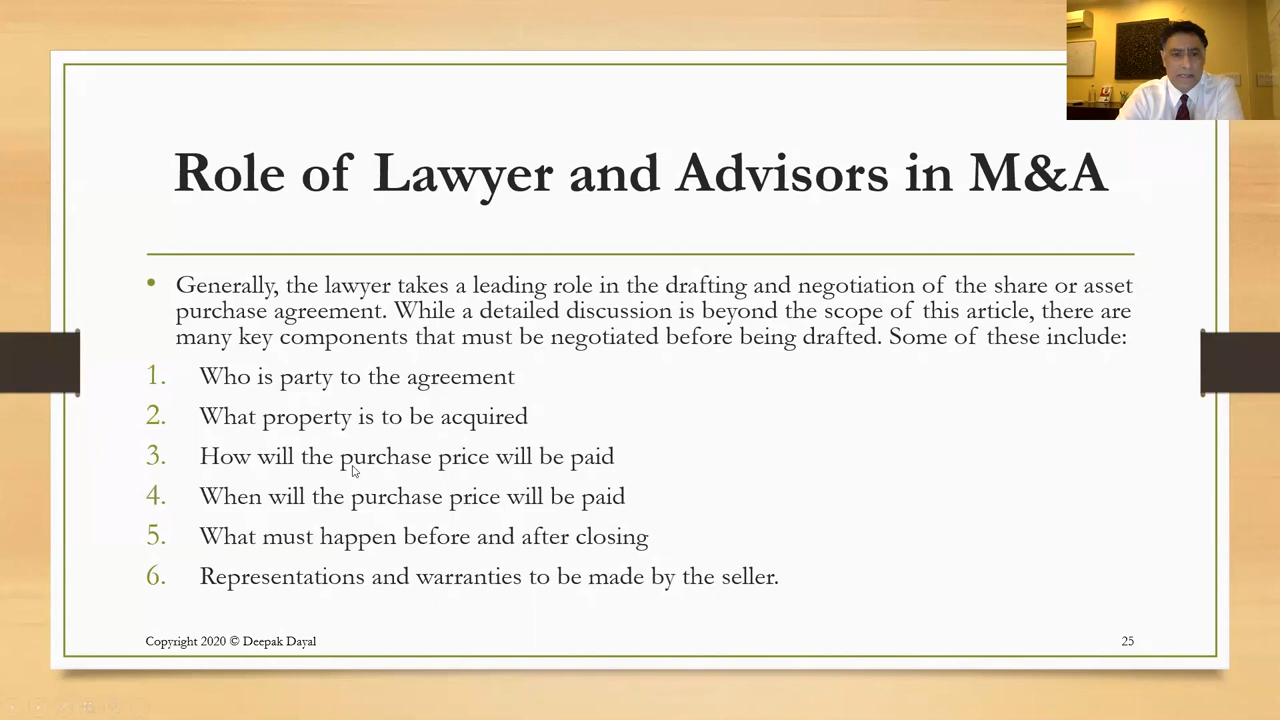 Role of Lawyer and Advisors in M&A
• Generally, the lawyer takes a leading role in the drafting and negotiation of the share or asset
purchase agreement. While a detailed discussion is beyond the scope of this article, there are
many key components that must be negotiated before being drafted. Some of these include:
1. Who is party to the agreement
2. What property is to be acquired
3. How will the purchase price will be paid
4. When will the purchase price will be paid
5. What must happen before and after closing
6. Representations and warranties to be made by the seller.
Copyright 2020 © Deepak Dayal
25